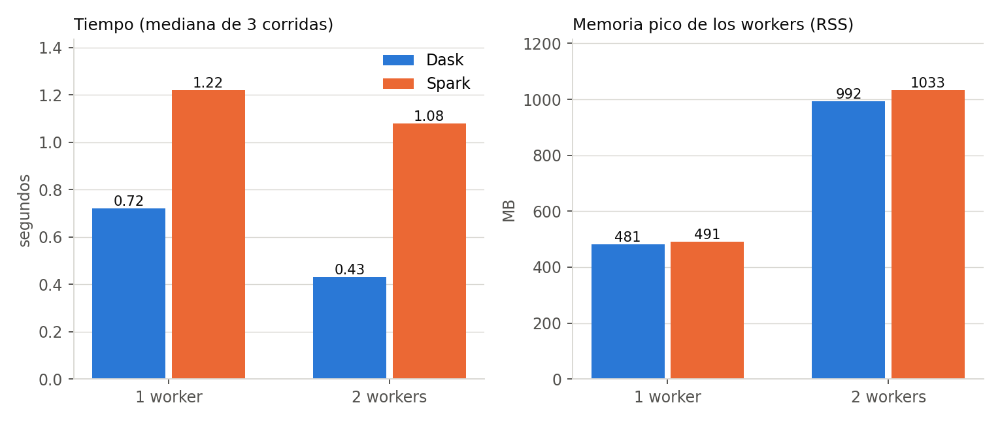 Tiempo (mediana de 3 corridas)
segundos
1.4
1.2
1.0
0.8
0.6
0.4
0.2
0.0
Dask
Spark
0.72
1.22
0.43
1.08
1 worker
2 workers
Memoria pico de los workers (RSS)
MB
1200
1000
800
600
400
200
0
481
491
992
1033
1 worker
2 workers